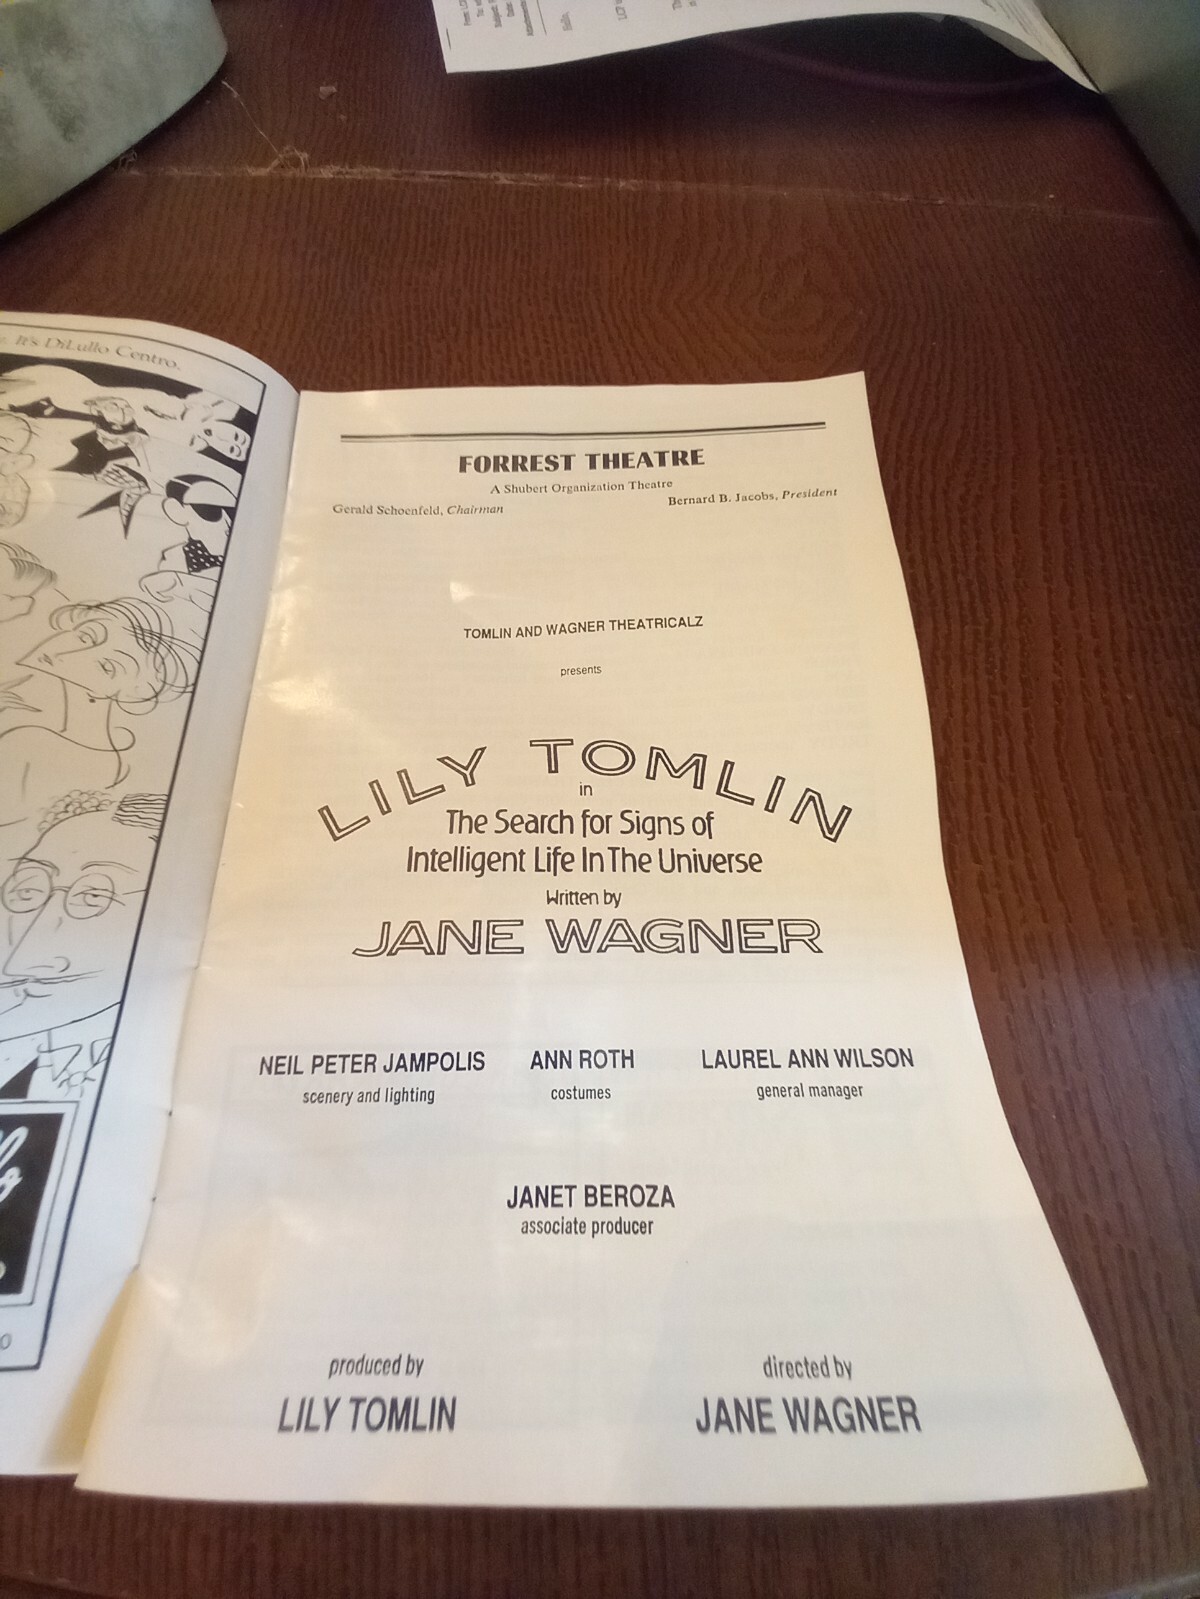 It's DiLullo Centro.
FORREST THEATRE
A Shubert Organization Theatre
Gerald Schoenfeld, Chairman
Bernard B. Jacobs, President
TOMLIN AND WAGNER THEATRICALZ
presents
LILY TOMLIN
in
The Search for Signs of
Intelligent Life In The Universe
Written by
JANE WAGNER
NEIL PETER JAMPOLIS ANN ROTH LAUREL ANN WILSON
scenery and lighting costumes general manager
JANET BEROZA
associate producer
produced by directed by
LILY TOMLIN JANE WAGNER